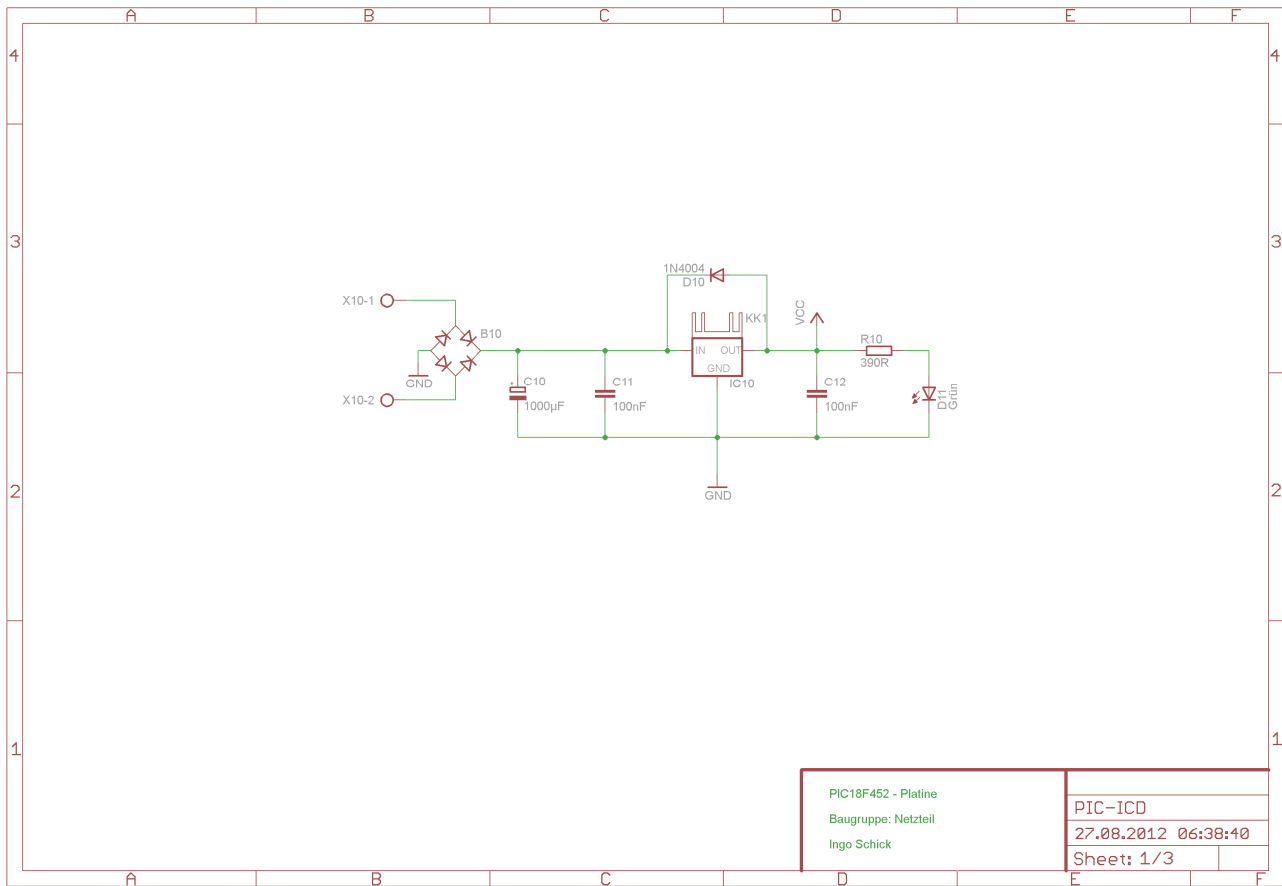 A B C D E F
4 4
3 3
1N4004
D10
X10-1
KK1
VCC
B10
R10
IN OUT
390R
GND
GND
C10
C11
IC10
C12
D11
Grün
X10-2
1000µF
100nF
100nF
2 2
GND
1 1
PIC18F452 - Platine
PIC-ICD
Baugruppe: Netzteil
27.08.2012 06:38:40
Ingo Schick
Sheet: 1/3
A B C D E F